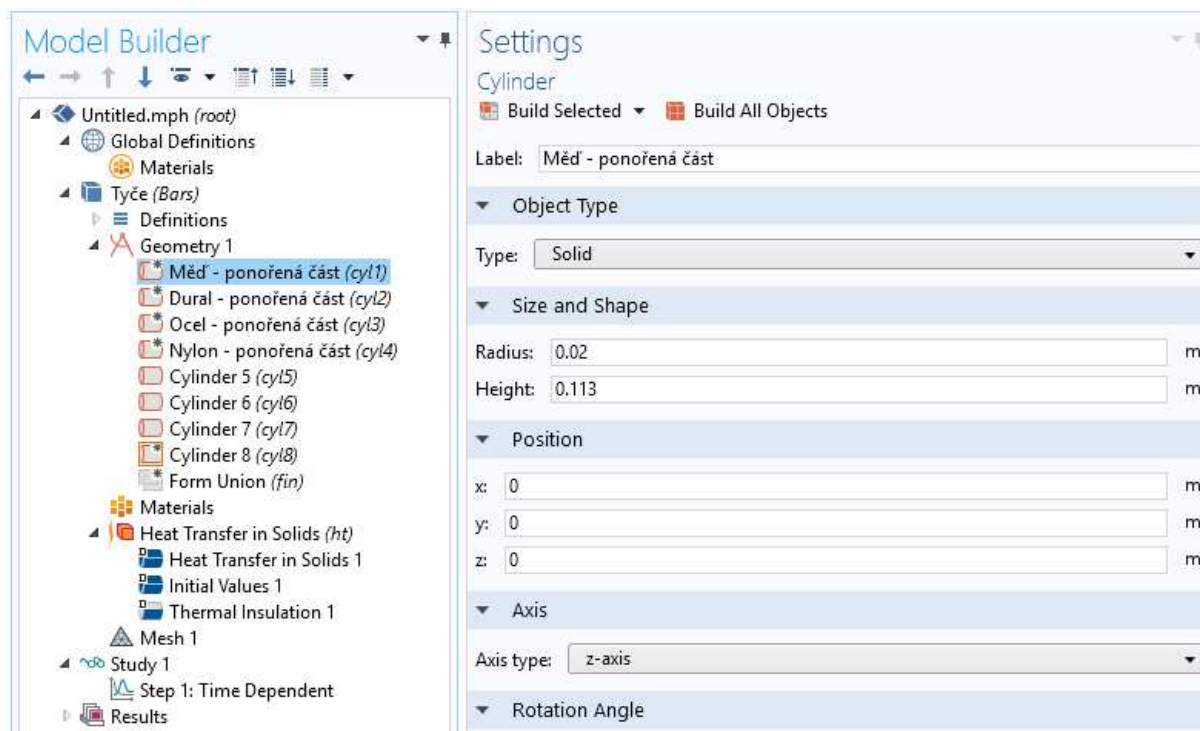 Model Builder
Untitled.mph (root)
Global Definitions
Materials
Tyče (Bars)
Definitions
Geometry 1
Měď - ponořená část (cyl1)
Dural - ponořená část (cyl2)
Ocel - ponořená část (cyl3)
Nylon - ponořená část (cyl4)
Cylinder 5 (cyl5)
Cylinder 6 (cyl6)
Cylinder 7 (cyl7)
Cylinder 8 (cyl8)
Form Union (fin)
Materials
Heat Transfer in Solids (ht)
Heat Transfer in Solids 1
Initial Values 1
Thermal Insulation 1
Mesh 1
Study 1
Step 1: Time Dependent
Results
Settings
Cylinder
Build Selected Build All Objects
Label: Měď - ponořená část
Object Type
Type: Solid
Size and Shape
Radius: 0.02 m
Height: 0.113 m
Position
x: 0 m
y: 0 m
z: 0 m
Axis
Axis type: z-axis
Rotation Angle